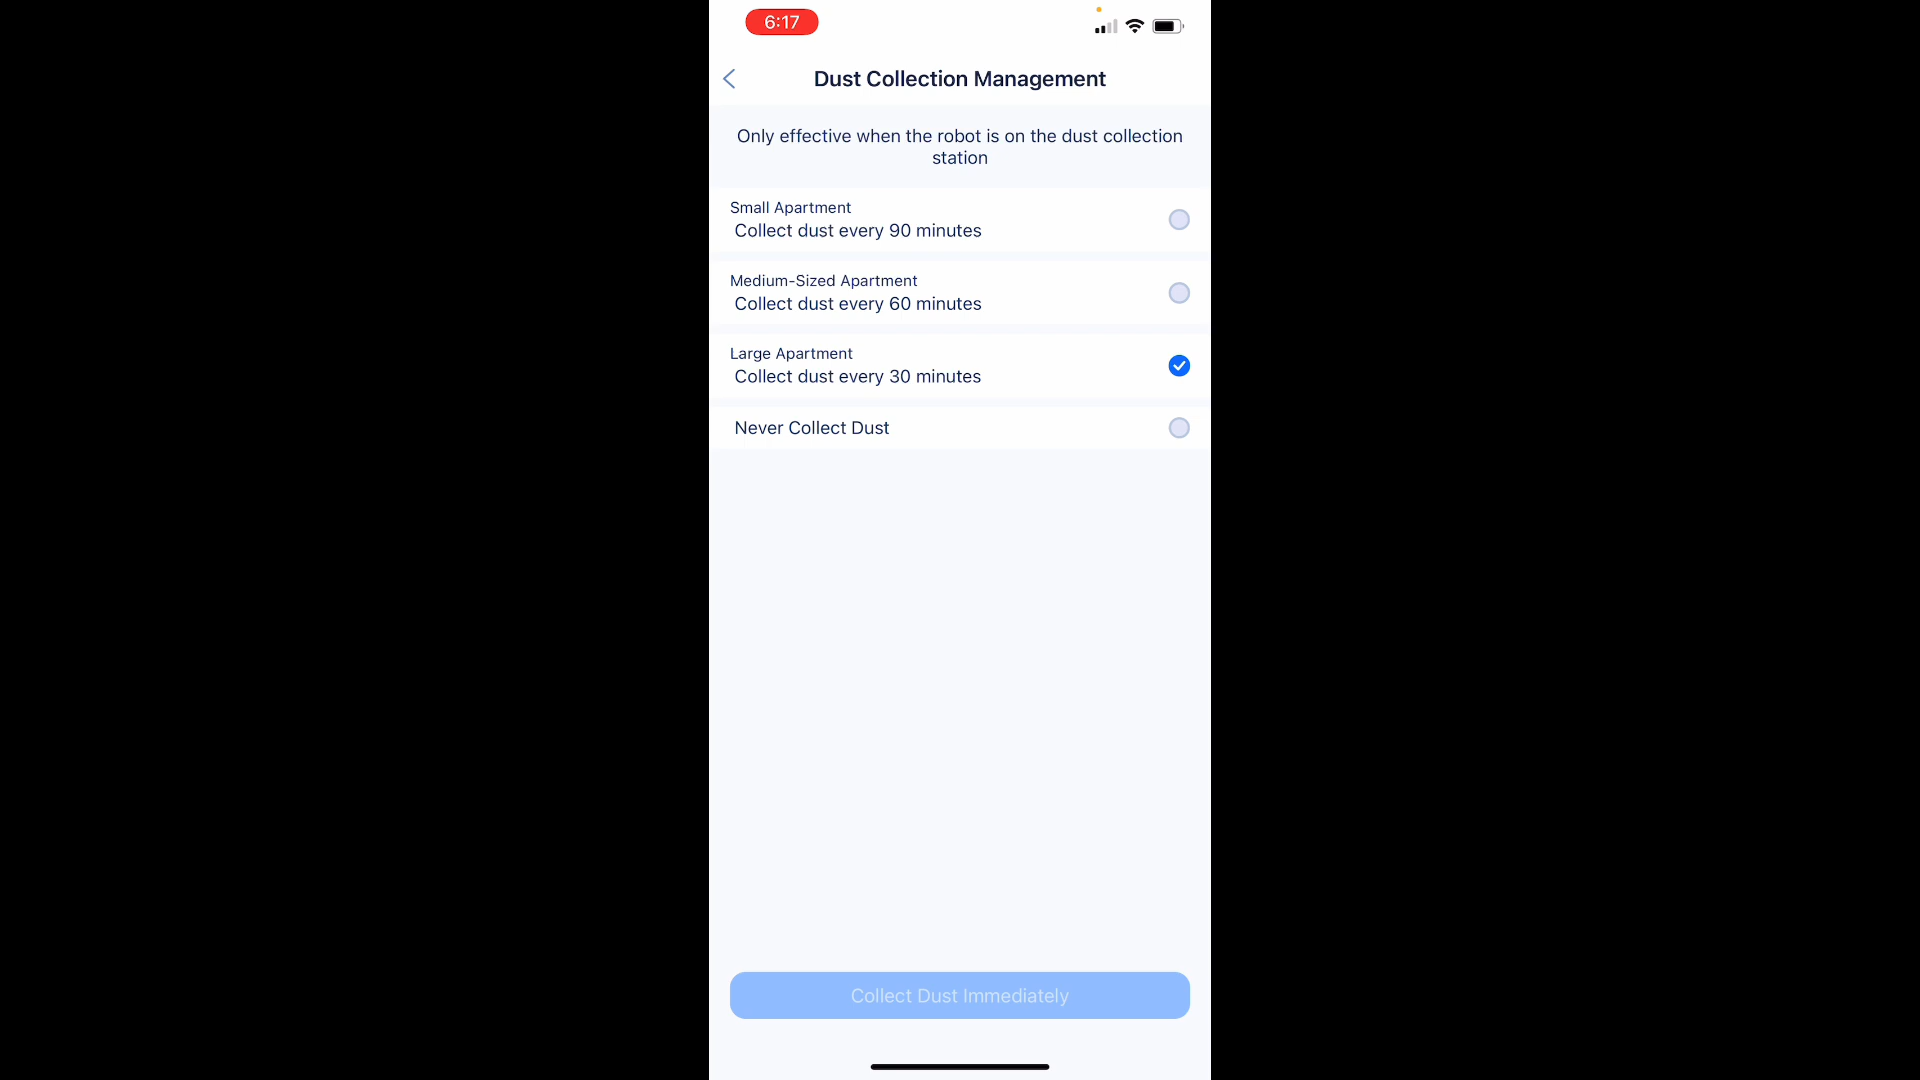 6:17
Dust Collection Management
Only effective when the robot is on the dust collection
station
Small Apartment
Collect dust every 90 minutes
Medium-Sized Apartment
Collect dust every 60 minutes
Large Apartment
Collect dust every 30 minutes
Never Collect Dust
Collect Dust Immediately